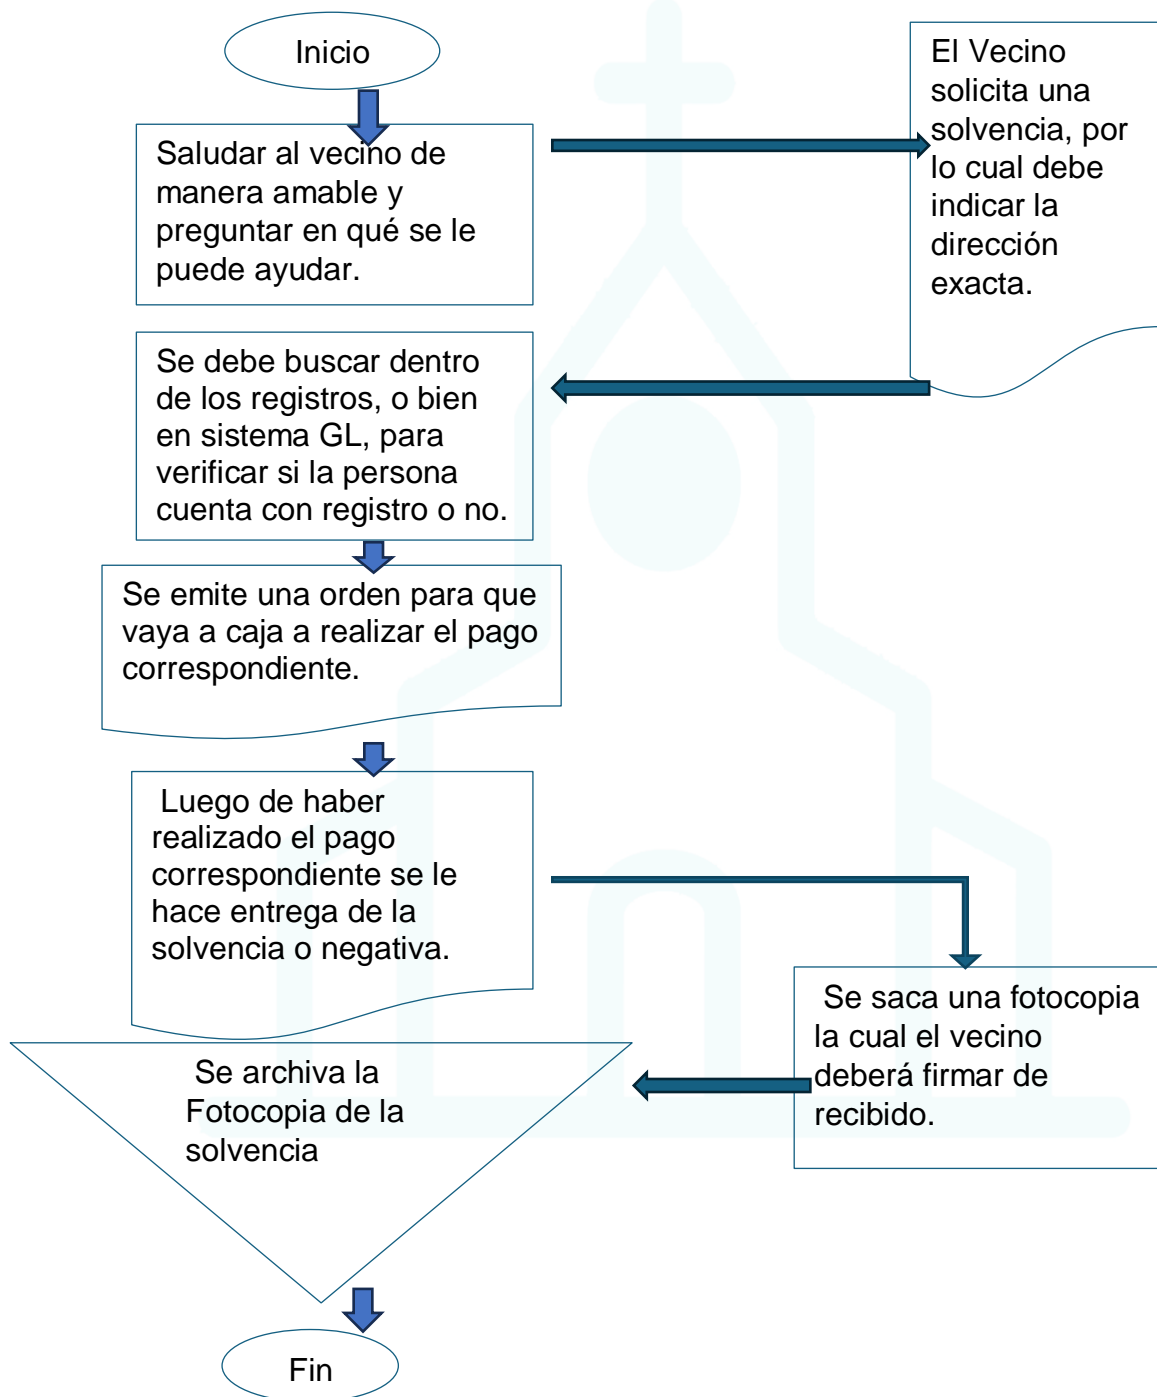 Inicio
Saludar al vecino de
manera amable y
preguntar en qué se le
puede ayudar.
El Vecino
solicita una
solvencia, por
lo cual debe
indicar la
dirección
exacta.
Se debe buscar dentro
de los registros, o bien
en sistema GL, para
verificar si la persona
cuenta con registro o no.
Se emite una orden para que
vaya a caja a realizar el pago
correspondiente.
Luego de haber
realizado el pago
correspondiente se le
hace entrega de la
solvencia o negativa.
Se saca una fotocopia
la cual el vecino
deberá firmar de
recibido.
Se archiva la
Fotocopia de la
solvencia
Fin